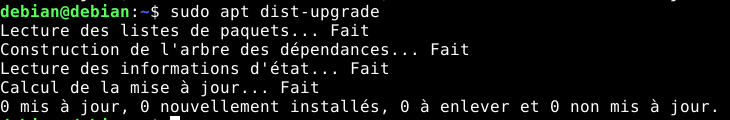 debian@debian:~$ sudo apt dist-upgrade
Lecture des listes de paquets... Fait
Construction de l'arbre des dépendances... Fait
Lecture des informations d'état... Fait
Calcul de la mise à jour... Fait
0 mis à jour, 0 nouvellement installés, 0 à enlever et 0 non mis à jour.